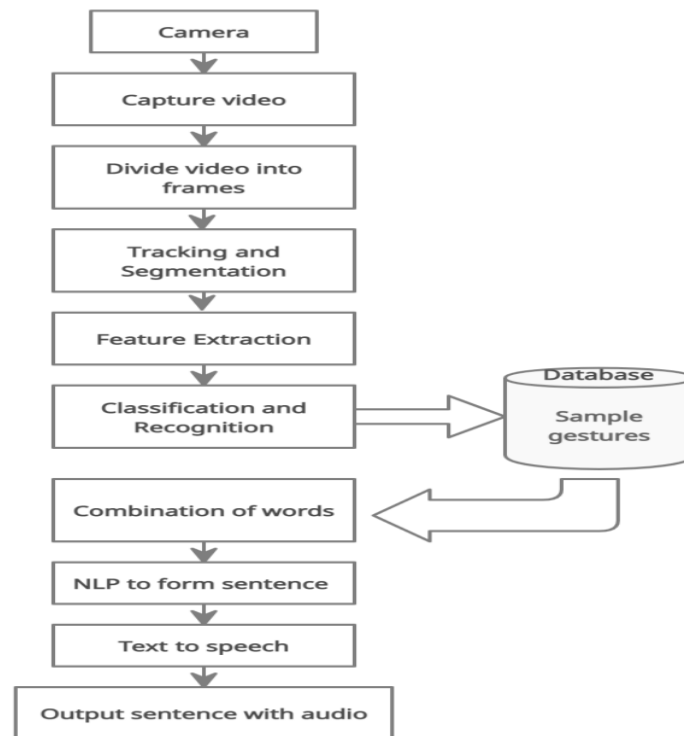 Camera
Capture video
Divide video into
frames
Tracking and
Segmentation
Feature Extraction
Classification and
Recognition
Database
Sample
gestures
Combination of words
NLP to form sentence
Text to speech
Output sentence with audio